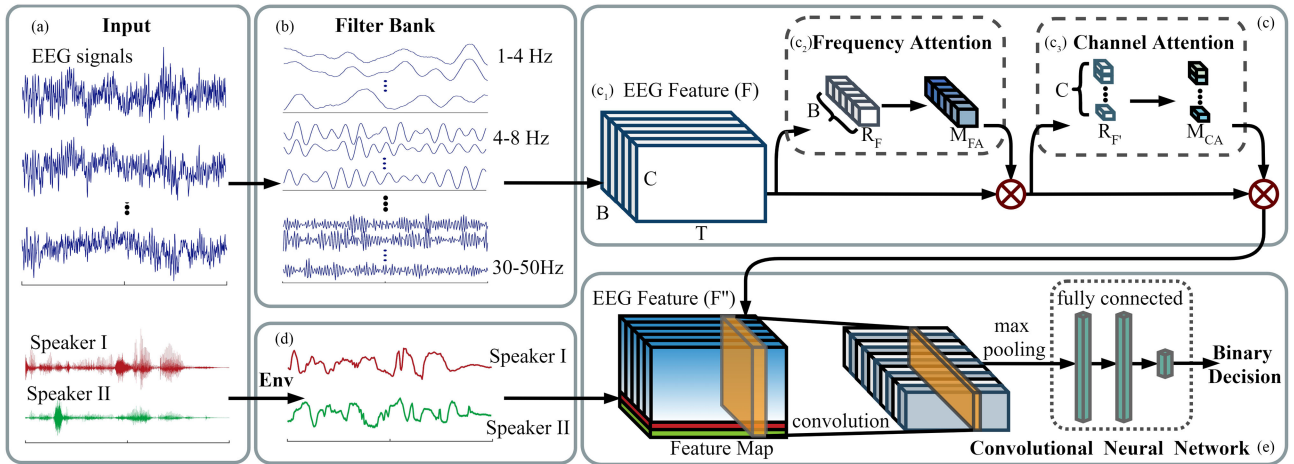 (a) Input
EEG signals
Speaker I
Speaker II
(b) Filter Bank
1-4 Hz
4-8 Hz
30-50Hz
(c)
(c1) EEG Feature (F)
C
B
T
(c2) Frequency Attention
B
RF
MFA
(c3) Channel Attention
C
RF'
MCA
(d)
Env
Speaker I
Speaker II
EEG Feature (F")
Feature Map
convolution
max
pooling
fully connected
Binary
Decision
Convolutional Neural Network (e)